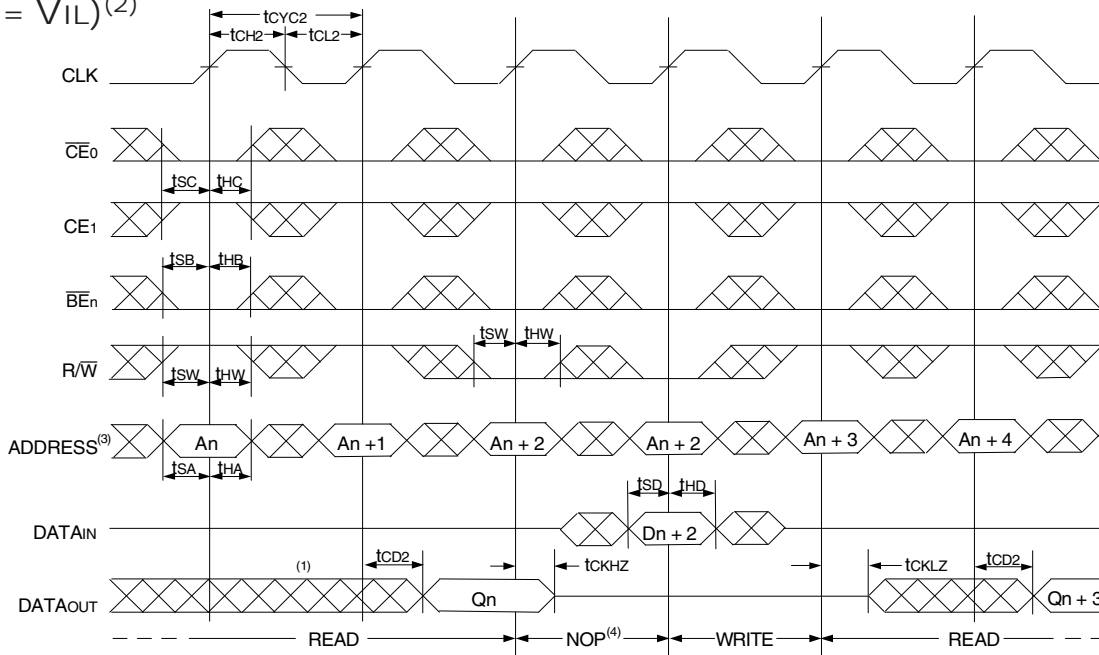 = VIL)(2)
tCYC2
tCH2 tCL2
CLK
CE0
tSC tHC
CE1
tSB tHB
BEn
tSW tHW
R/W
tSW tHW
ADDRESS(3) An An +1 An + 2 An + 2 An + 3 An + 4
tSA tHA
tSD tHD
DATAIN Dn + 2
(1) tCD2 tCKHZ tCKLZ tCD2
DATAOUT Qn Qn + 3
READ NOP(4) WRITE READ